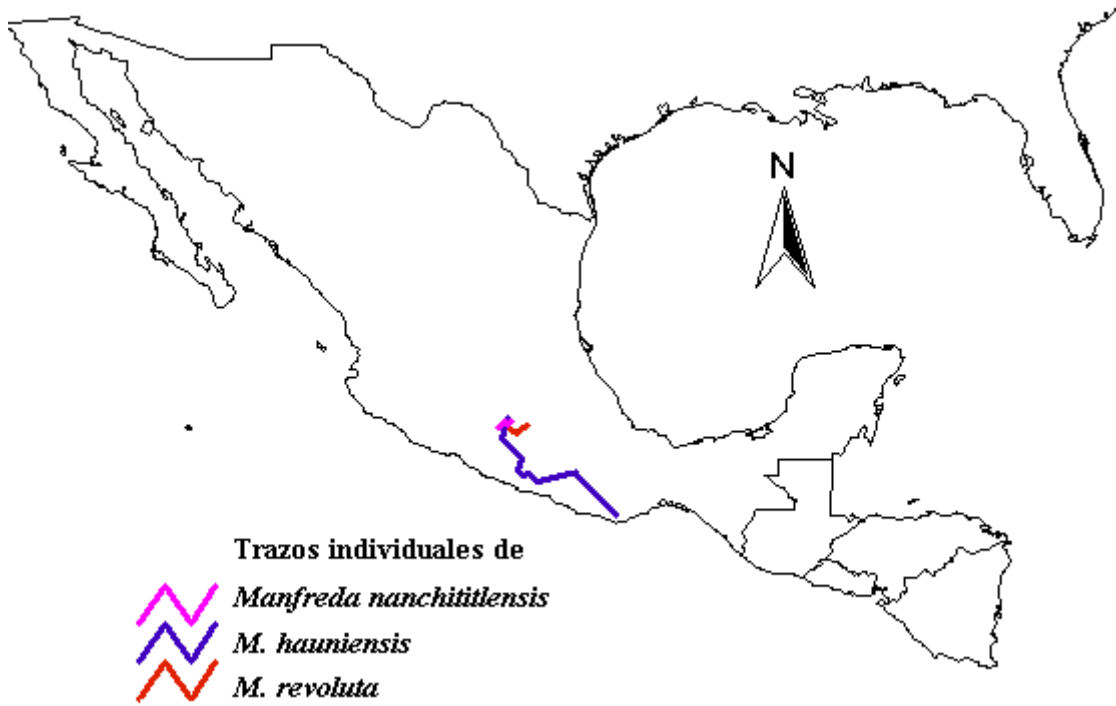 N
Trazos individuales de
Manfreda nanchititlensis
M. hauniensis
M. revoluta